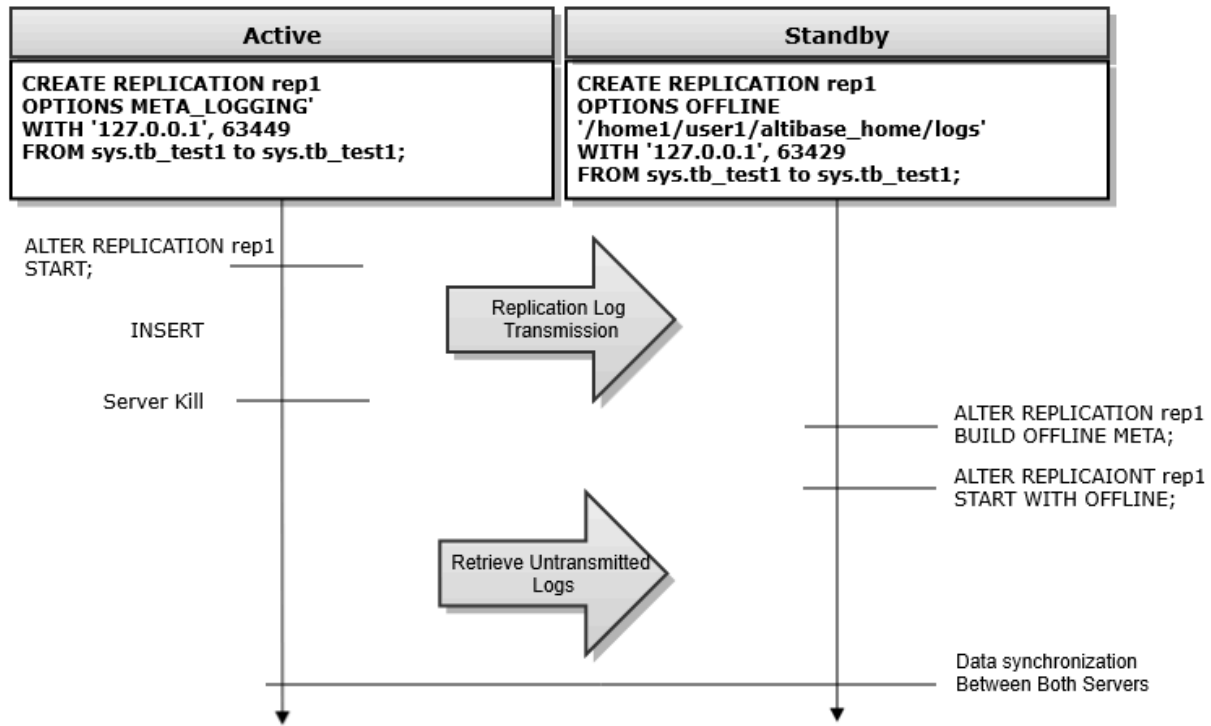 Active
Standby
CREATE REPLICATION rep1
OPTIONS META_LOGGING'
WITH '127.0.0.1', 63449
FROM sys.tb_test1 to sys.tb_test1;
CREATE REPLICATION rep1
OPTIONS OFFLINE
'/home1/user1/altibase_home/logs'
WITH '127.0.0.1', 63429
FROM sys.tb_test1 to sys.tb_test1;
ALTER REPLICATION rep1
START;
Replication Log
Transmission
INSERT
Server Kill
ALTER REPLICATION rep1
BUILD OFFLINE META;
ALTER REPLICAIONT rep1
START WITH OFFLINE;
Retrieve Untransmitted
Logs
Data synchronization
Between Both Servers